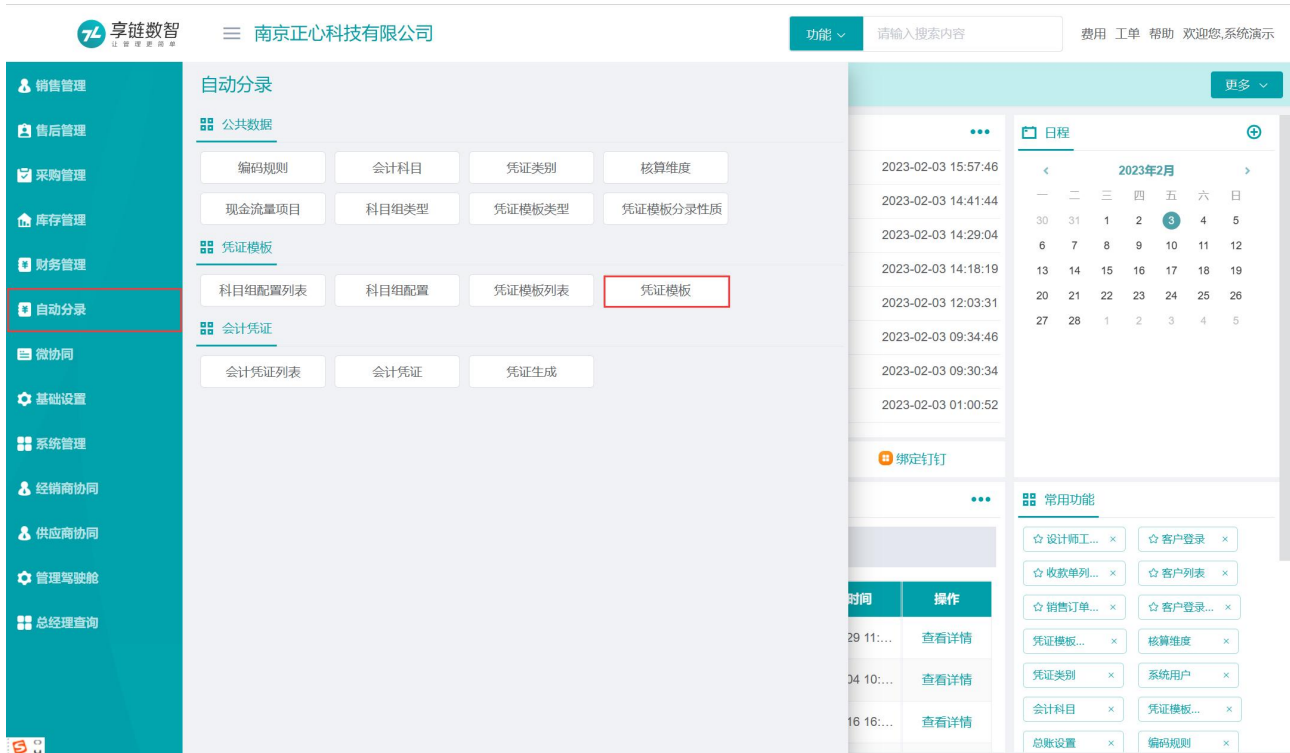 享链数智
让管理更简单
南京正心科技有限公司
功能
请输入搜索内容
费用 工单 帮助 欢迎您,系统演示
销售管理
售后管理
采购管理
库存管理
财务管理
自动分录
微协同
基础设置
系统管理
经销商协同
供应商协同
管理驾驶舱
总经理查询
自动分录
公共数据
编码规则 会计科目 凭证类别 核算维度
现金流量项目 科目组类型 凭证模板类型 凭证模板分录性质
凭证模板
科目组配置列表 科目组配置 凭证模板列表 凭证模板
会计凭证
会计凭证列表 会计凭证 凭证生成
更多
2023-02-03 15:57:46
2023-02-03 14:41:44
2023-02-03 14:29:04
2023-02-03 14:18:19
2023-02-03 12:03:31
2023-02-03 09:34:46
2023-02-03 09:30:34
2023-02-03 01:00:52
绑定钉钉
时间 操作
29 11:... 查看详情
04 10:... 查看详情
16 16:... 查看详情
日程
2023年2月
一 二 三 四 五 六 日
30 31 1 2 3 4 5
6 7 8 9 10 11 12
13 14 15 16 17 18 19
20 21 22 23 24 25 26
27 28 1 2 3 4 5
常用功能
设计师工... × 客户登录 ×
收款单列... × 客户列表 ×
销售订单... × 客户登录... ×
凭证模板... × 核算维度 ×
凭证类别 × 系统用户 ×
会计科目 × 凭证模板... ×
总账设置 × 编码规则 ×